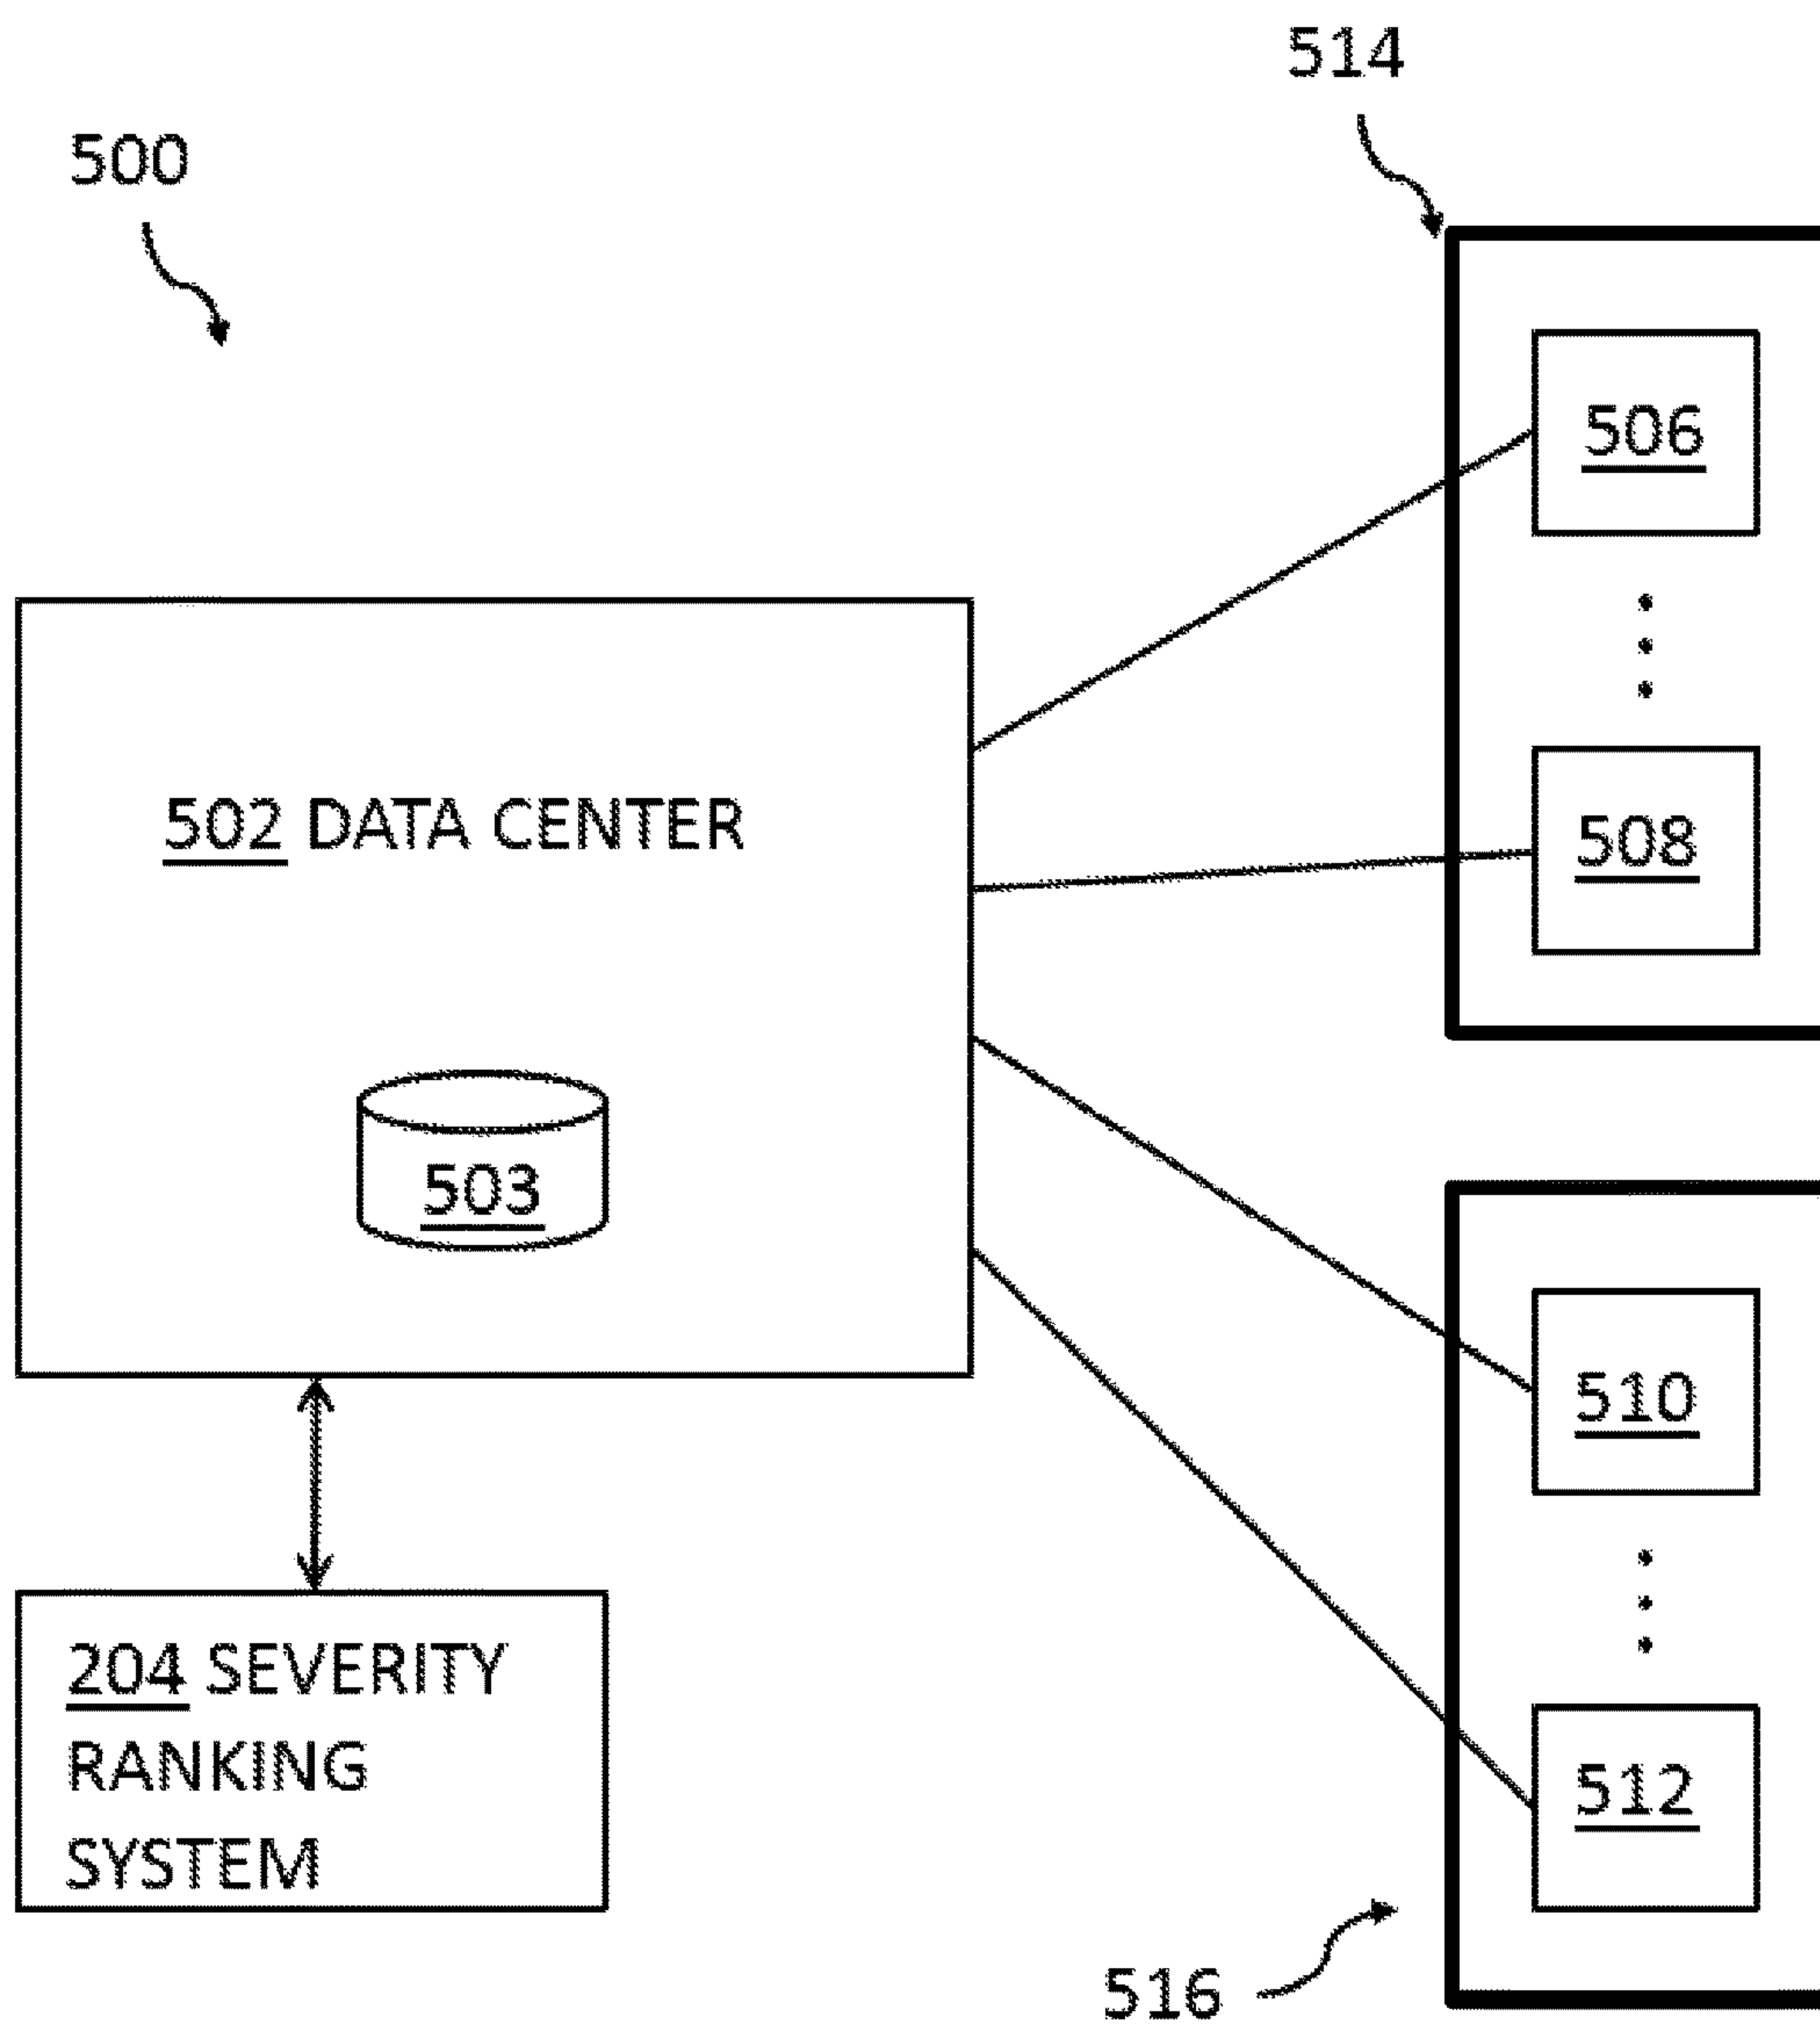 514
500
506
502 DATA CENTER
508
503
510
204 SEVERITY
RANKING
SYSTEM
512
516